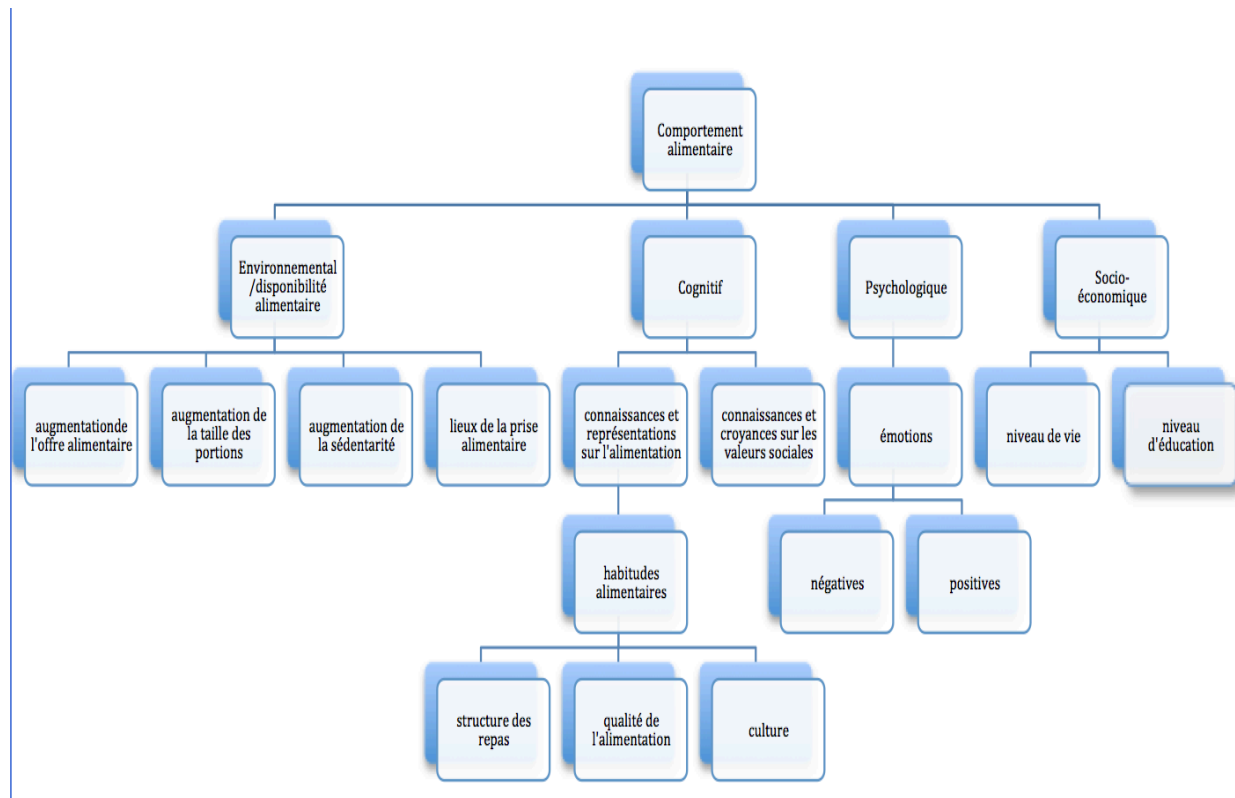 Comportement
alimentaire
Environnemental
/disponibilité
alimentaire
Cognitif
Psychologique
Socio-
économique
augmentationde
l'offre alimentaire
augmentation de
la taille des
portions
augmentation de
la sédentarité
lieux de la prise
alimentaire
connaissances et
représentations
sur l'alimentation
connaissances et
croyances sur les
valeurs sociales
émotions
niveau de vie
niveau
d'éducation
habitudes
alimentaires
négatives
positives
structure des
repas
qualité de
l'alimentation
culture